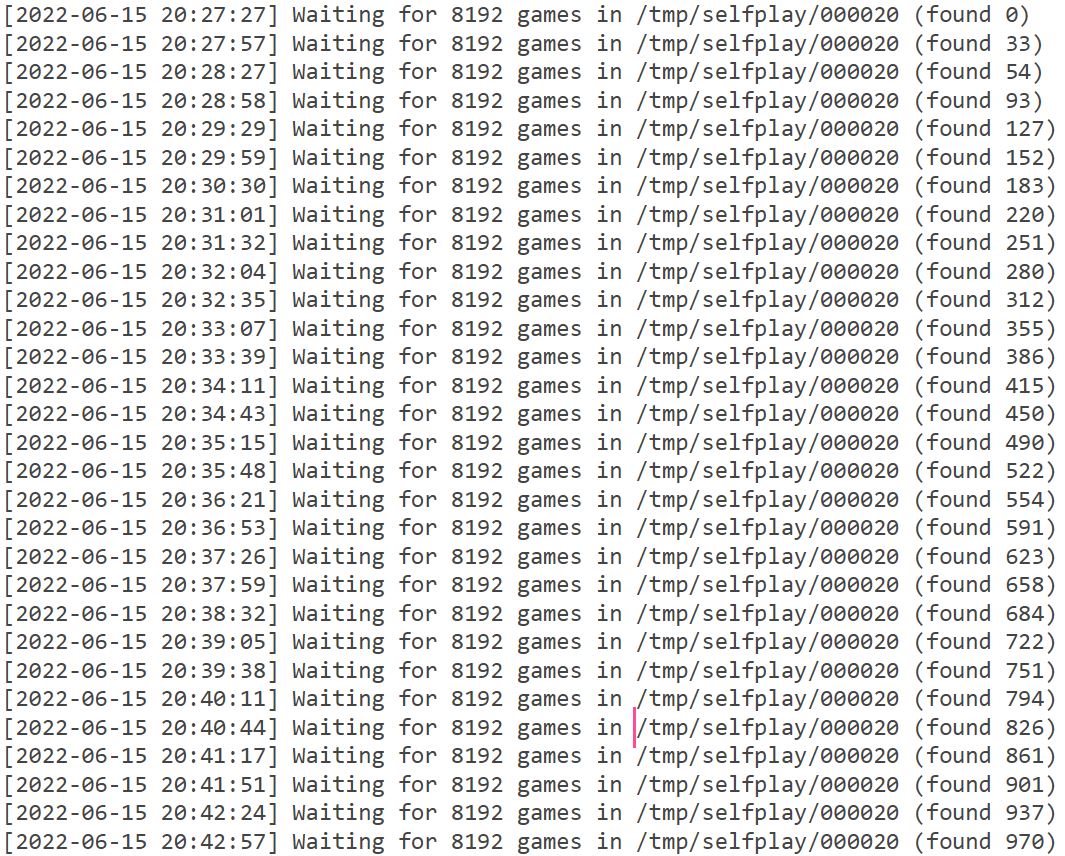 [2022-06-15 20:27:27] Waiting for 8192 games in /tmp/selfplay/000020 (found 0)
[2022-06-15 20:27:57] Waiting for 8192 games in /tmp/selfplay/000020 (found 33)
[2022-06-15 20:28:27] Waiting for 8192 games in /tmp/selfplay/000020 (found 54)
[2022-06-15 20:28:58] Waiting for 8192 games in /tmp/selfplay/000020 (found 93)
[2022-06-15 20:29:29] Waiting for 8192 games in /tmp/selfplay/000020 (found 127)
[2022-06-15 20:29:59] Waiting for 8192 games in /tmp/selfplay/000020 (found 152)
[2022-06-15 20:30:30] Waiting for 8192 games in /tmp/selfplay/000020 (found 183)
[2022-06-15 20:31:01] Waiting for 8192 games in /tmp/selfplay/000020 (found 220)
[2022-06-15 20:31:32] Waiting for 8192 games in /tmp/selfplay/000020 (found 251)
[2022-06-15 20:32:04] Waiting for 8192 games in /tmp/selfplay/000020 (found 280)
[2022-06-15 20:32:35] Waiting for 8192 games in /tmp/selfplay/000020 (found 312)
[2022-06-15 20:33:07] Waiting for 8192 games in /tmp/selfplay/000020 (found 355)
[2022-06-15 20:33:39] Waiting for 8192 games in /tmp/selfplay/000020 (found 386)
[2022-06-15 20:34:11] Waiting for 8192 games in /tmp/selfplay/000020 (found 415)
[2022-06-15 20:34:43] Waiting for 8192 games in /tmp/selfplay/000020 (found 450)
[2022-06-15 20:35:15] Waiting for 8192 games in /tmp/selfplay/000020 (found 490)
[2022-06-15 20:35:48] Waiting for 8192 games in /tmp/selfplay/000020 (found 522)
[2022-06-15 20:36:21] Waiting for 8192 games in /tmp/selfplay/000020 (found 554)
[2022-06-15 20:36:53] Waiting for 8192 games in /tmp/selfplay/000020 (found 591)
[2022-06-15 20:37:26] Waiting for 8192 games in /tmp/selfplay/000020 (found 623)
[2022-06-15 20:37:59] Waiting for 8192 games in /tmp/selfplay/000020 (found 658)
[2022-06-15 20:38:32] Waiting for 8192 games in /tmp/selfplay/000020 (found 684)
[2022-06-15 20:39:05] Waiting for 8192 games in /tmp/selfplay/000020 (found 722)
[2022-06-15 20:39:38] Waiting for 8192 games in /tmp/selfplay/000020 (found 751)
[2022-06-15 20:40:11] Waiting for 8192 games in /tmp/selfplay/000020 (found 794)
[2022-06-15 20:40:44] Waiting for 8192 games in /tmp/selfplay/000020 (found 826)
[2022-06-15 20:41:17] Waiting for 8192 games in /tmp/selfplay/000020 (found 861)
[2022-06-15 20:41:51] Waiting for 8192 games in /tmp/selfplay/000020 (found 901)
[2022-06-15 20:42:24] Waiting for 8192 games in /tmp/selfplay/000020 (found 937)
[2022-06-15 20:42:57] Waiting for 8192 games in /tmp/selfplay/000020 (found 970)